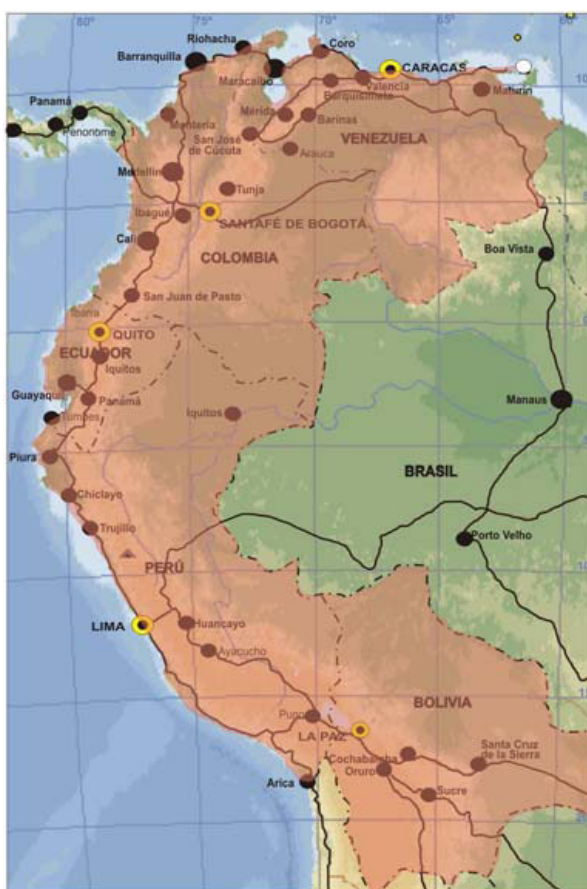 80°
75°
70°
65°
Riohacha
Coro
Barranquilla
CARACAS
Maracaibo
Valencia
Barquisimeto
Maturín
10°
Panamá
Penonomé
Montería
Mérida
Barinas
San José
de Cúcuta
VENEZUELA
Arauca
Medellín
Tunja
Ibagué
SANTAFÉ DE BOGOTÁ
Cali
Boa Vista
COLOMBIA
San Juan de Pasto
Ibarra
QUITO
ECUADOR
Iquitos
Guayaquil
Panamá
Iquitos
Manaus
Tumbes
Piura
BRASIL
Chiclayo
Trujillo
Porto Velho
PERÚ
LIMA
Huancayo
Ayacucho
BOLIVIA
Puno
LA PAZ
Santa Cruz
de la Sierra
Cochabamba
Oruro
Arica
Sucre